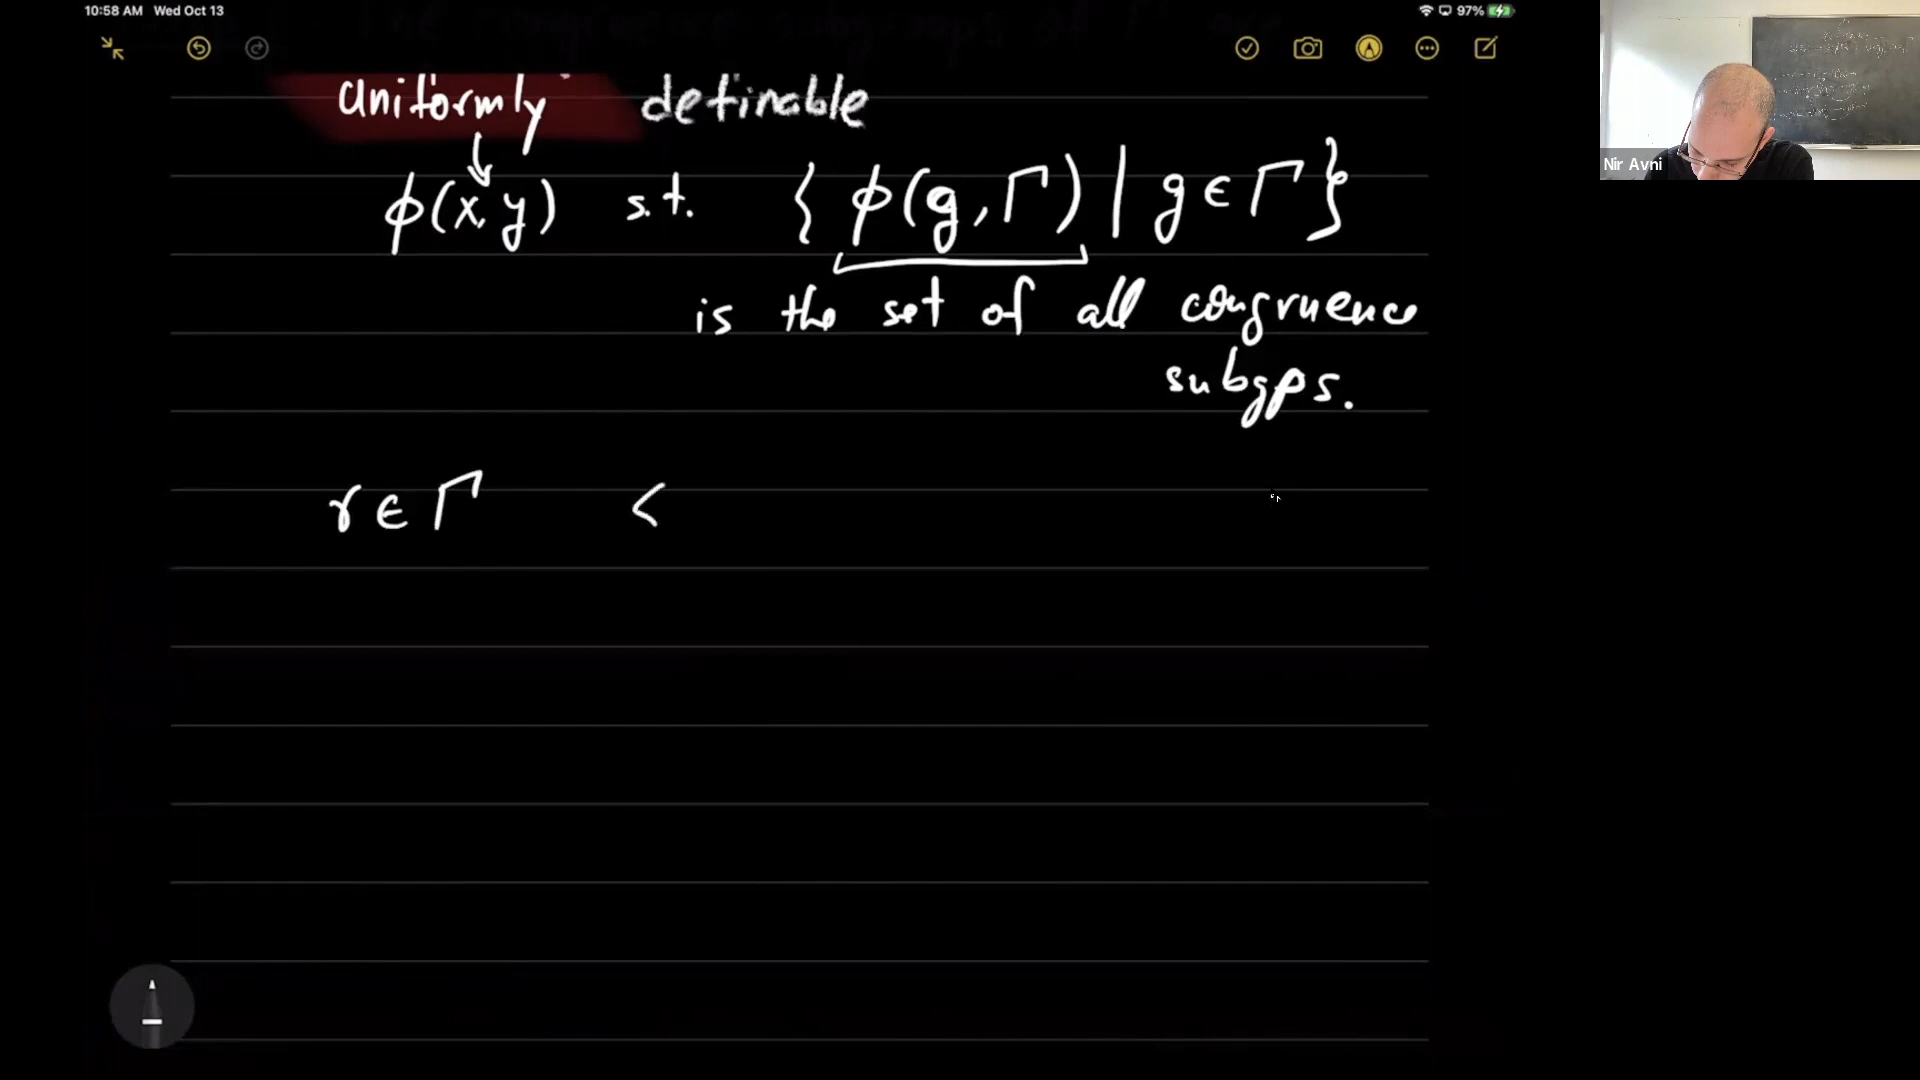 10:58 AM Wed Oct 13
97%
Nir Avni
uniformly definable
↓
ϕ(x,y) s.t. { ϕ(g,Γ) | g ∈ Γ }
is the set of all congruence
subgps.
γ ∈ Γ <